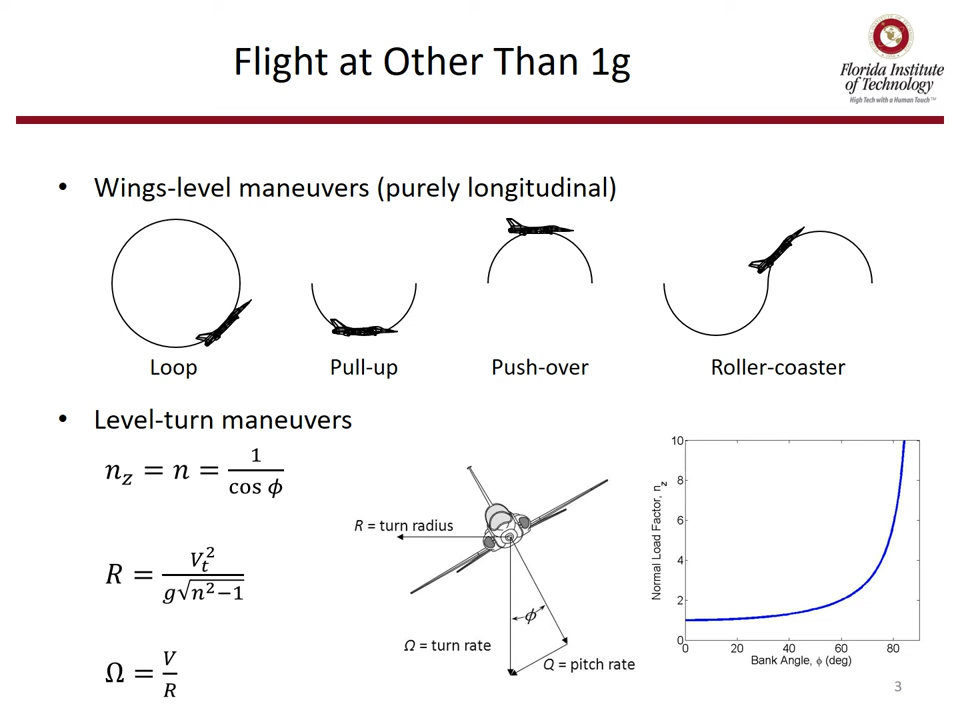 Flight at Other Than 1g
Florida Institute
of Technology
High Tech with a Human Touch™
• Wings-level maneuvers (purely longitudinal)
Loop
Pull-up
Push-over
Roller-coaster
• Level-turn maneuvers
n_z = n = 1 / cos ϕ
R = V_t^2 / g√n^2−1
Ω = V / R
R = turn radius
ϕ
Ω = turn rate
Q = pitch rate
Normal Load Factor, n_z
10
8
6
4
2
0
0 20 40 60 80
Bank Angle, ϕ (deg)
3